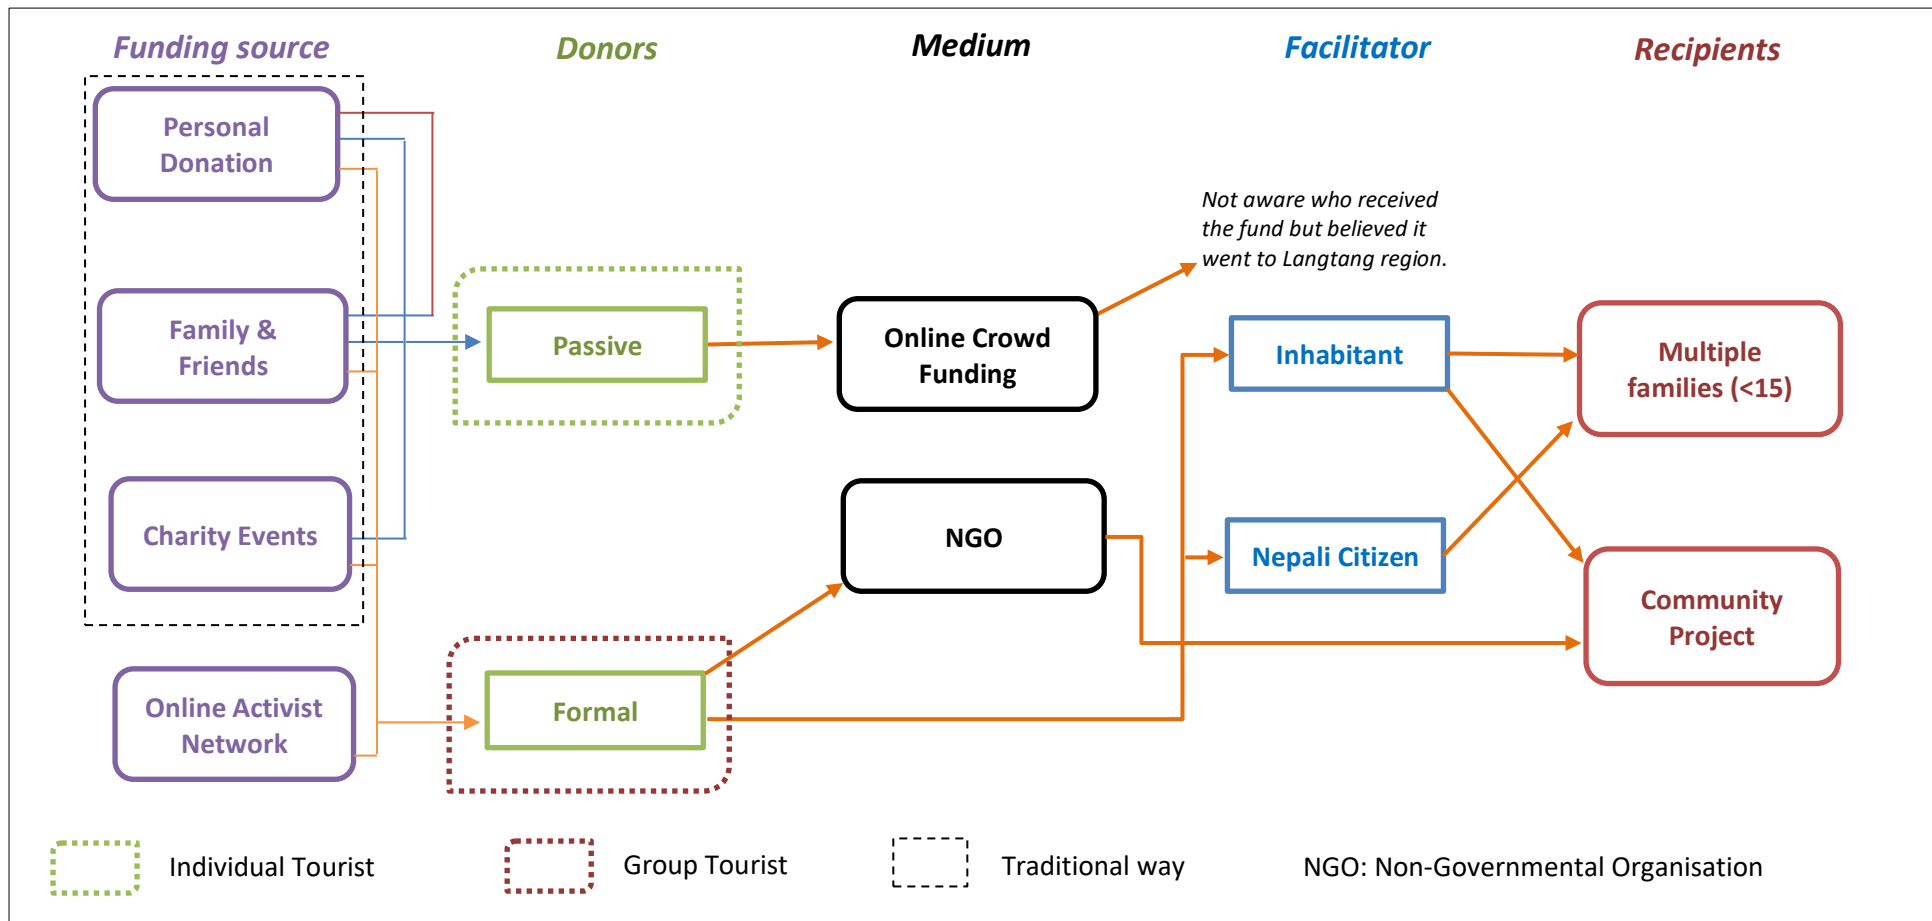 Funding source
Donors
Medium
Facilitator
Recipients
Personal
Donation
Family &
Friends
Charity Events
Online Activist
Network
Passive
Formal
Online Crowd
Funding
NGO
Not aware who received
the fund but believed it
went to Langtang region.
Inhabitant
Nepali Citizen
Multiple
families (<15)
Community
Project
Individual Tourist
Group Tourist
Traditional way
NGO: Non-Governmental Organisation